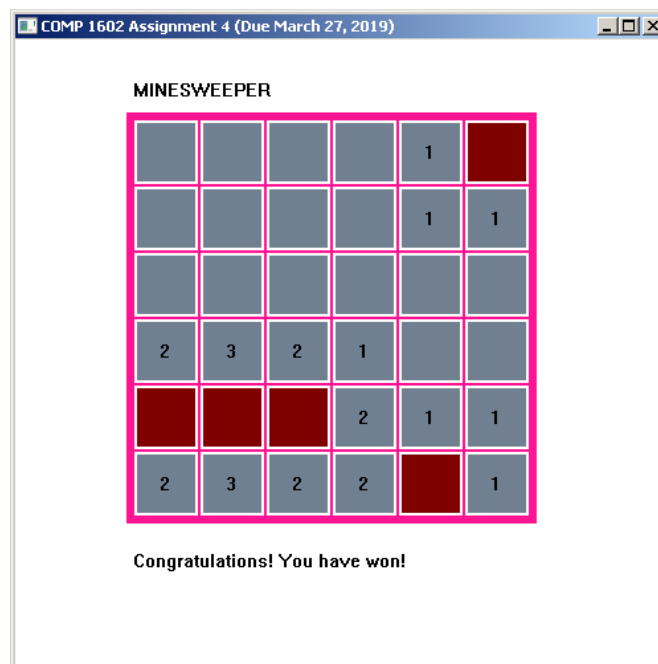 COMP 1602 Assignment 4 (Due March 27, 2019)
MINESWEEPER
1
1 1
2 3 2 1
2 1 1
2 3 2 2 1
Congratulations! You have won!